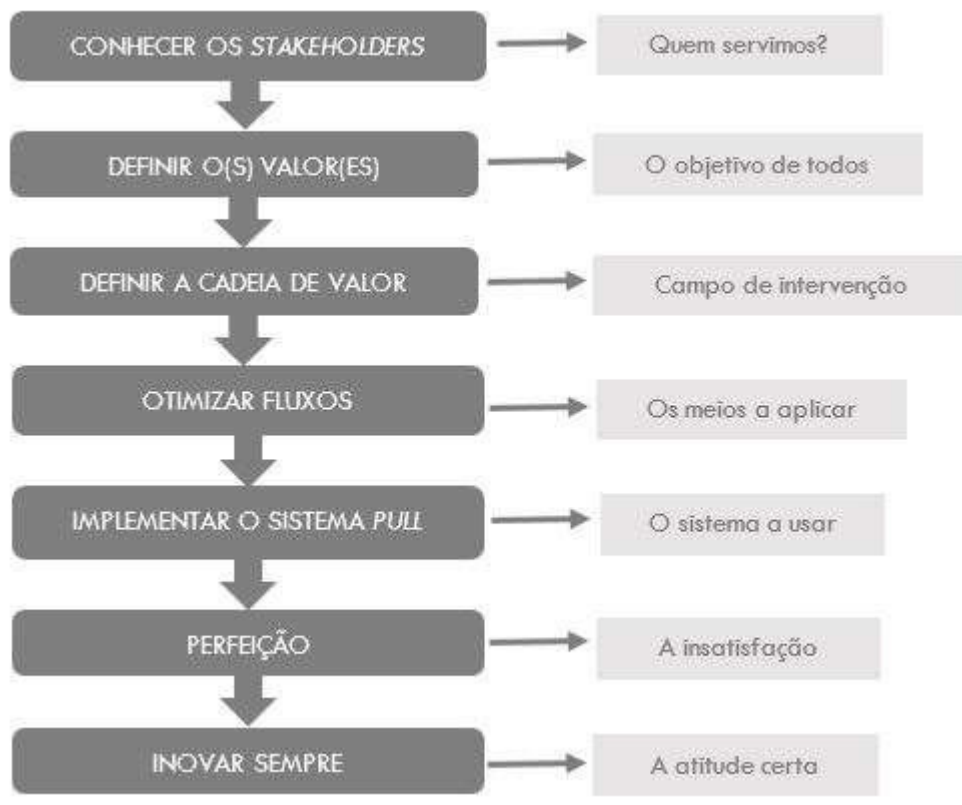 CONHECER OS STAKEHOLDERS
Quem servimos?
DEFINIR O(S) VALOR(ES)
O objetivo de todos
DEFINIR A CADEIA DE VALOR
Campo de intervenção
OTIMIZAR FLUXOS
Os meios a aplicar
IMPLEMENTAR O SISTEMA PULL
O sistema a usar
PERFEIÇÃO
A insatisfação
INOVAR SEMPRE
A atitude certa